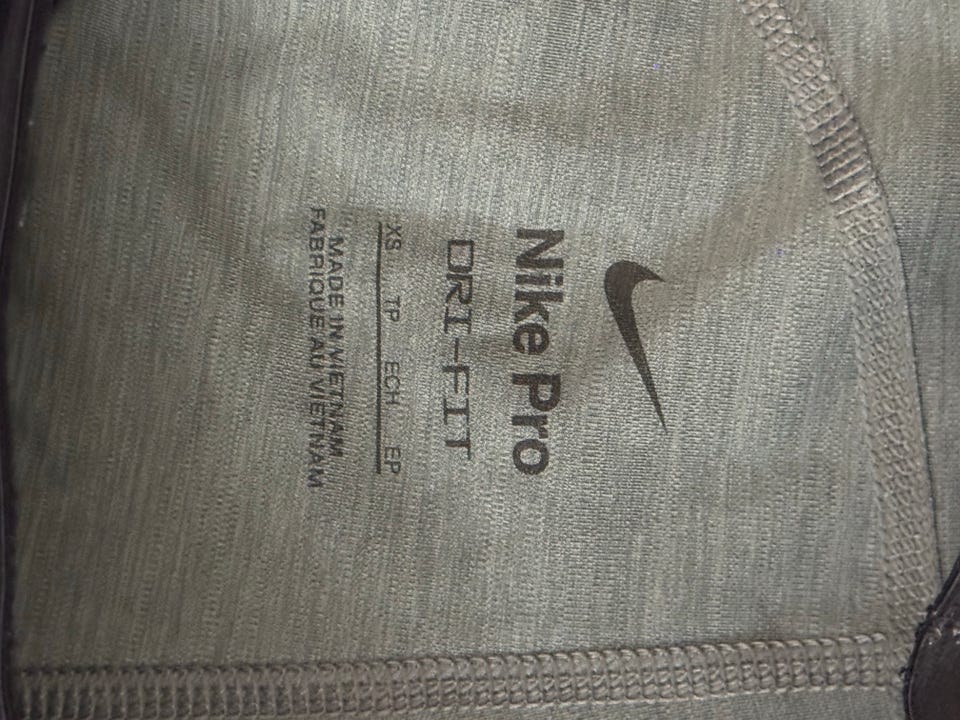 Nike Pro
DRI-FIT
XS TP ECH EP
MADE IN VIETNAM
FABRIQUE AU VIETNAM